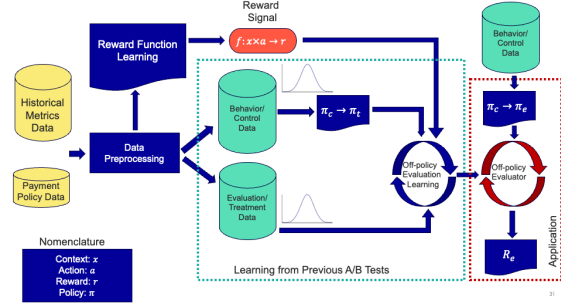 Reward
Signal
f: x×a → r
Reward Function
Learning
Behavior/
Control
Data
Historical
Metrics
Data
Behavior/
Control
Data
π_c → π_t
π_c → π_e
Data
Preprocessing
Off-policy
Evaluation
Learning
Off-policy
Evaluator
Payment
Policy Data
Evaluation/
Treatment
Data
Application
Nomenclature
Context: x
Action: a
Reward: r
Policy: π
R_e
Learning from Previous A/B Tests
31